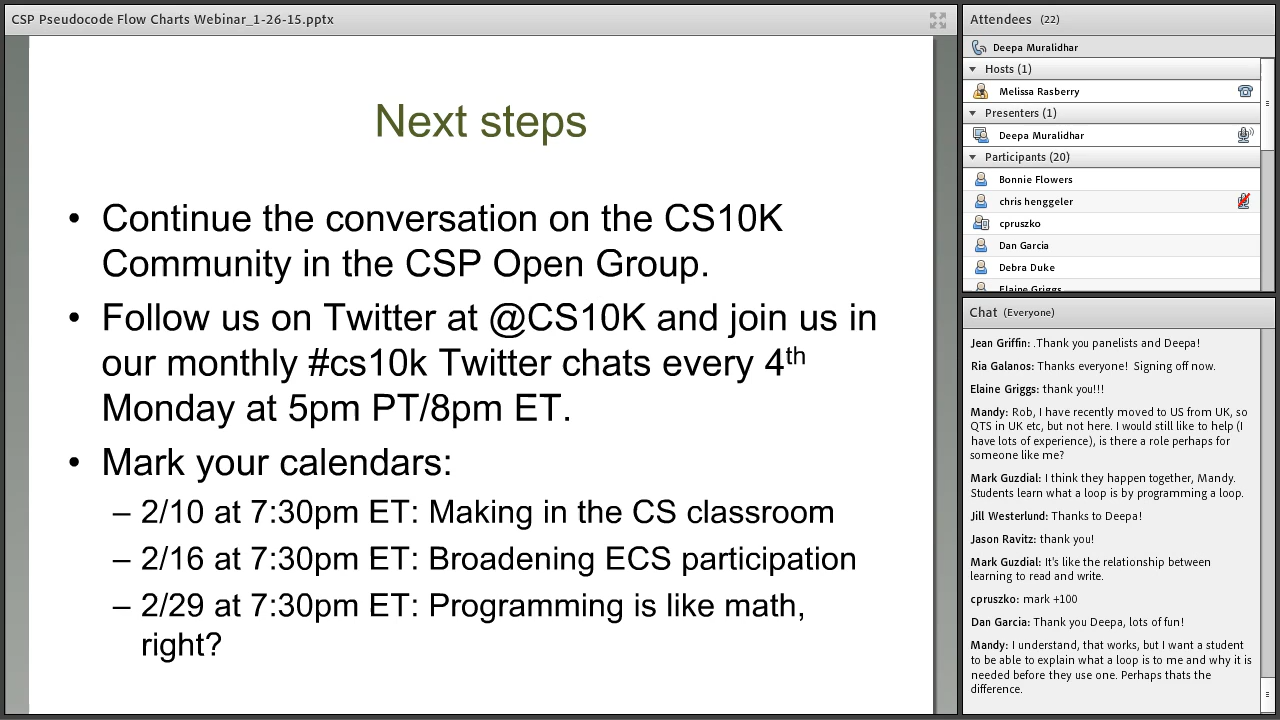 CSP Pseudocode Flow Charts Webinar_1-26-15.pptx
Next steps
• Continue the conversation on the CS10K
Community in the CSP Open Group.
• Follow us on Twitter at @CS10K and join us in
our monthly #cs10k Twitter chats every 4th
Monday at 5pm PT/8pm ET.
• Mark your calendars:
– 2/10 at 7:30pm ET: Making in the CS classroom
– 2/16 at 7:30pm ET: Broadening ECS participation
– 2/29 at 7:30pm ET: Programming is like math,
right?
Attendees (22)
Deepa Muralidhar
Hosts (1)
Melissa Rasberry
Presenters (1)
Deepa Muralidhar
Participants (20)
Bonnie Flowers
chris henggeler
cpruszko
Dan Garcia
Debra Duke
Elaine Griggs
Chat (Everyone)
Jean Griffin: .Thank you panelists and Deepa!
Ria Galanos: Thanks everyone! Signing off now.
Elaine Griggs: thank you!!!
Mandy: Rob, I have recently moved to US from UK, so
QTS in UK etc, but not here. I would still like to help (I
have lots of experience), is there a role perhaps for
someone like me?
Mark Guzdial: I think they happen together, Mandy.
Students learn what a loop is by programming a loop.
Jill Westerlund: Thanks to Deepa!
Jason Ravitz: thank you!
Mark Guzdial: It's like the relationship between
learning to read and write.
cpruszko: mark +100
Dan Garcia: Thank you Deepa, lots of fun!
Mandy: I understand, that works, but I want a student
to be able to explain what a loop is to me and why it is
needed before they use one. Perhaps thats the
difference.